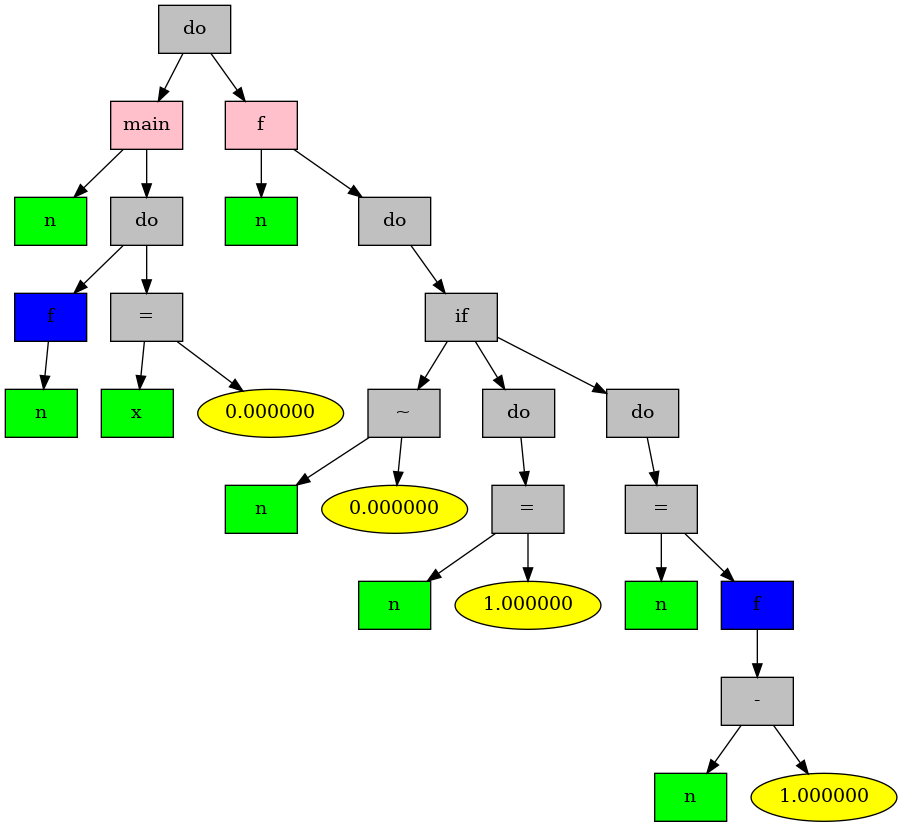 do
main f
n do n do
f = if
n x 0.000000 ~ do do
n 0.000000 = =
n 1.000000 n f
-
n 1.000000